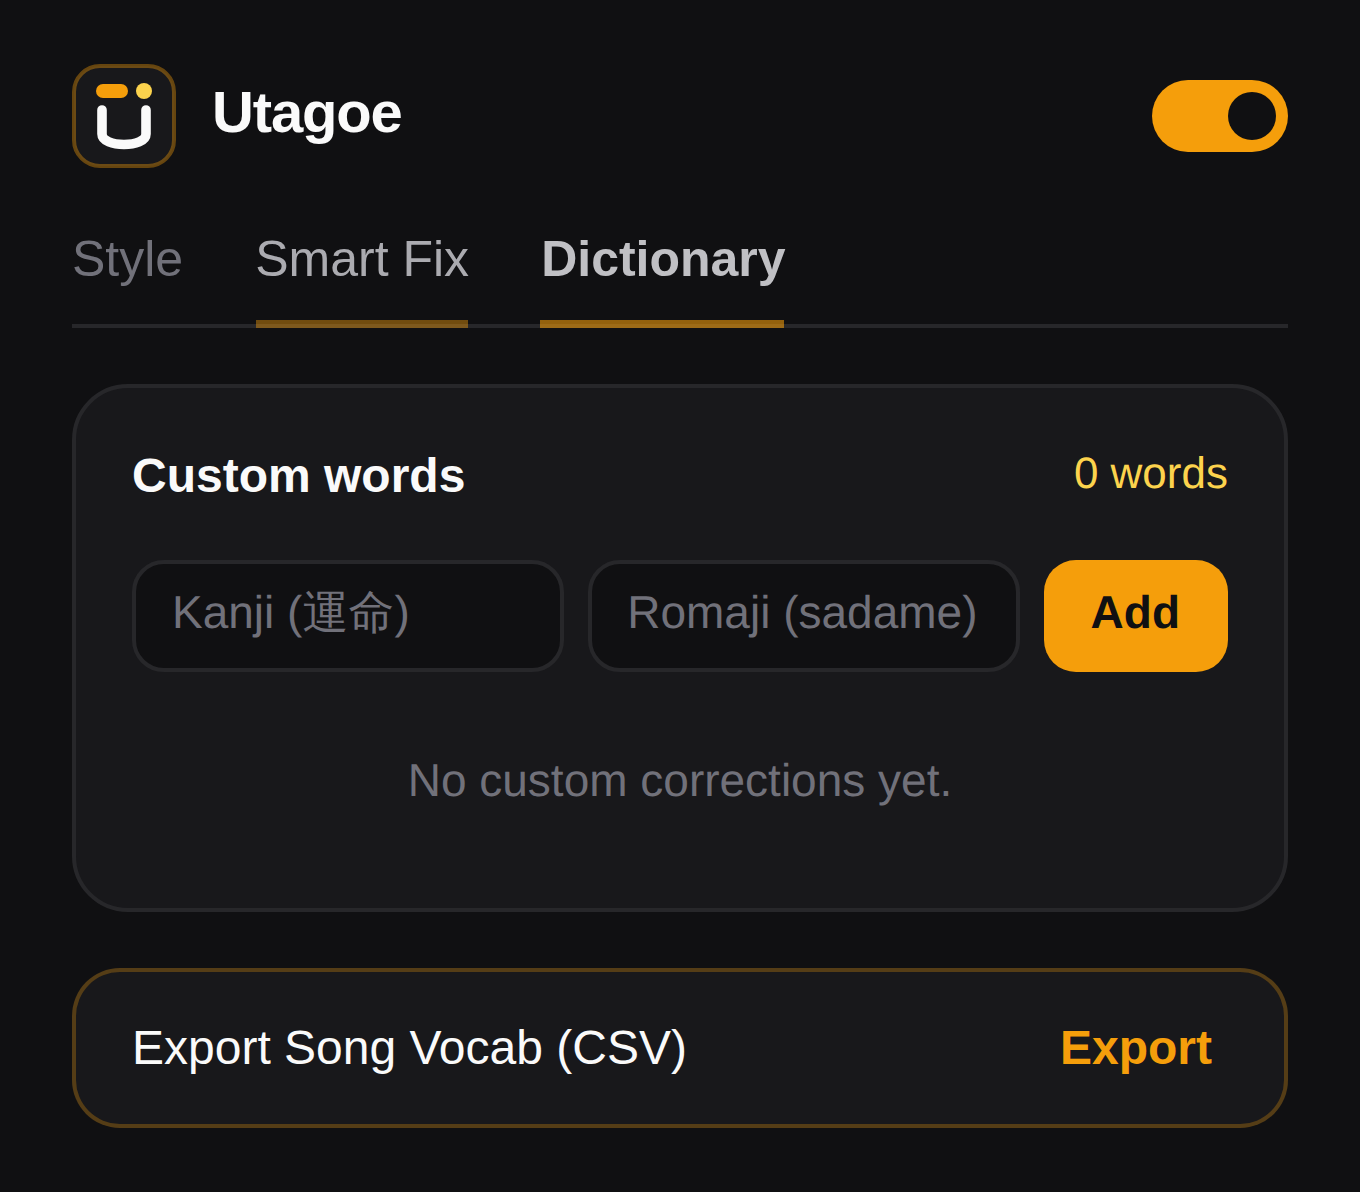 Utagoe
Style Smart Fix Dictionary
Custom words 0 words
Kanji (運命) Romaji (sadame) Add
No custom corrections yet.
Export Song Vocab (CSV) Export